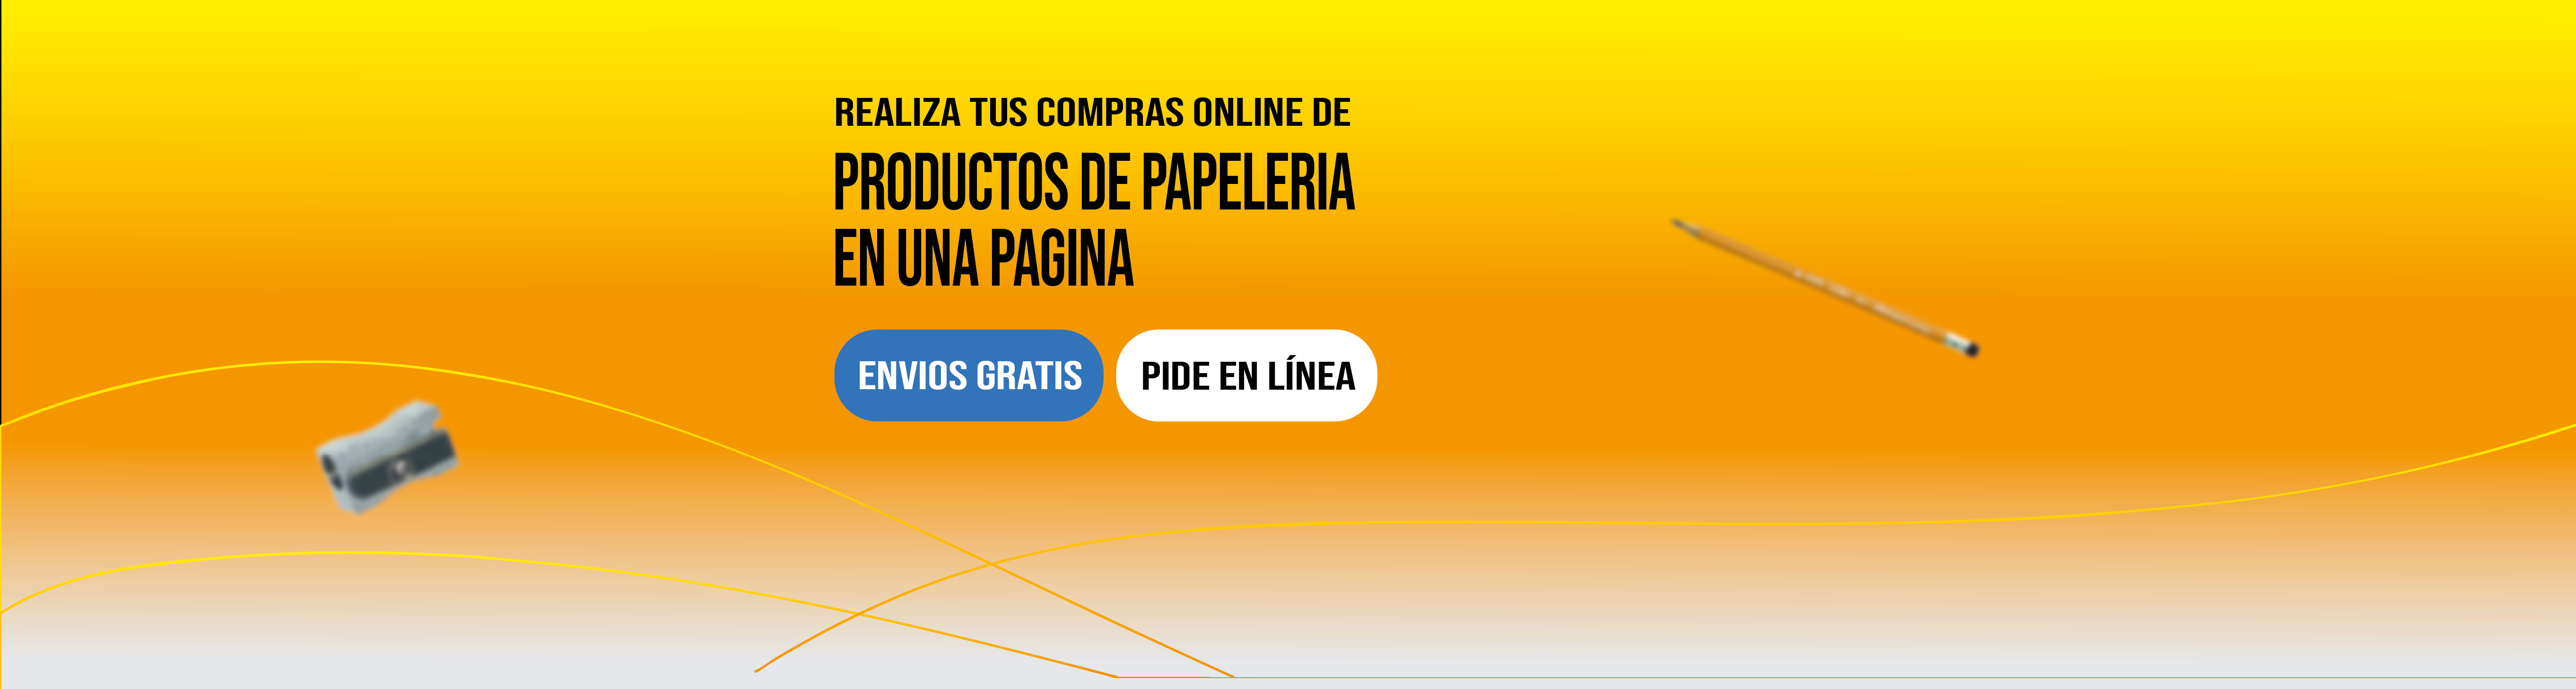 REALIZA TUS COMPRAS ONLINE DE
PRODUCTOS DE PAPELERIA
EN UNA PAGINA
ENVIOS GRATIS
PIDE EN LÍNEA